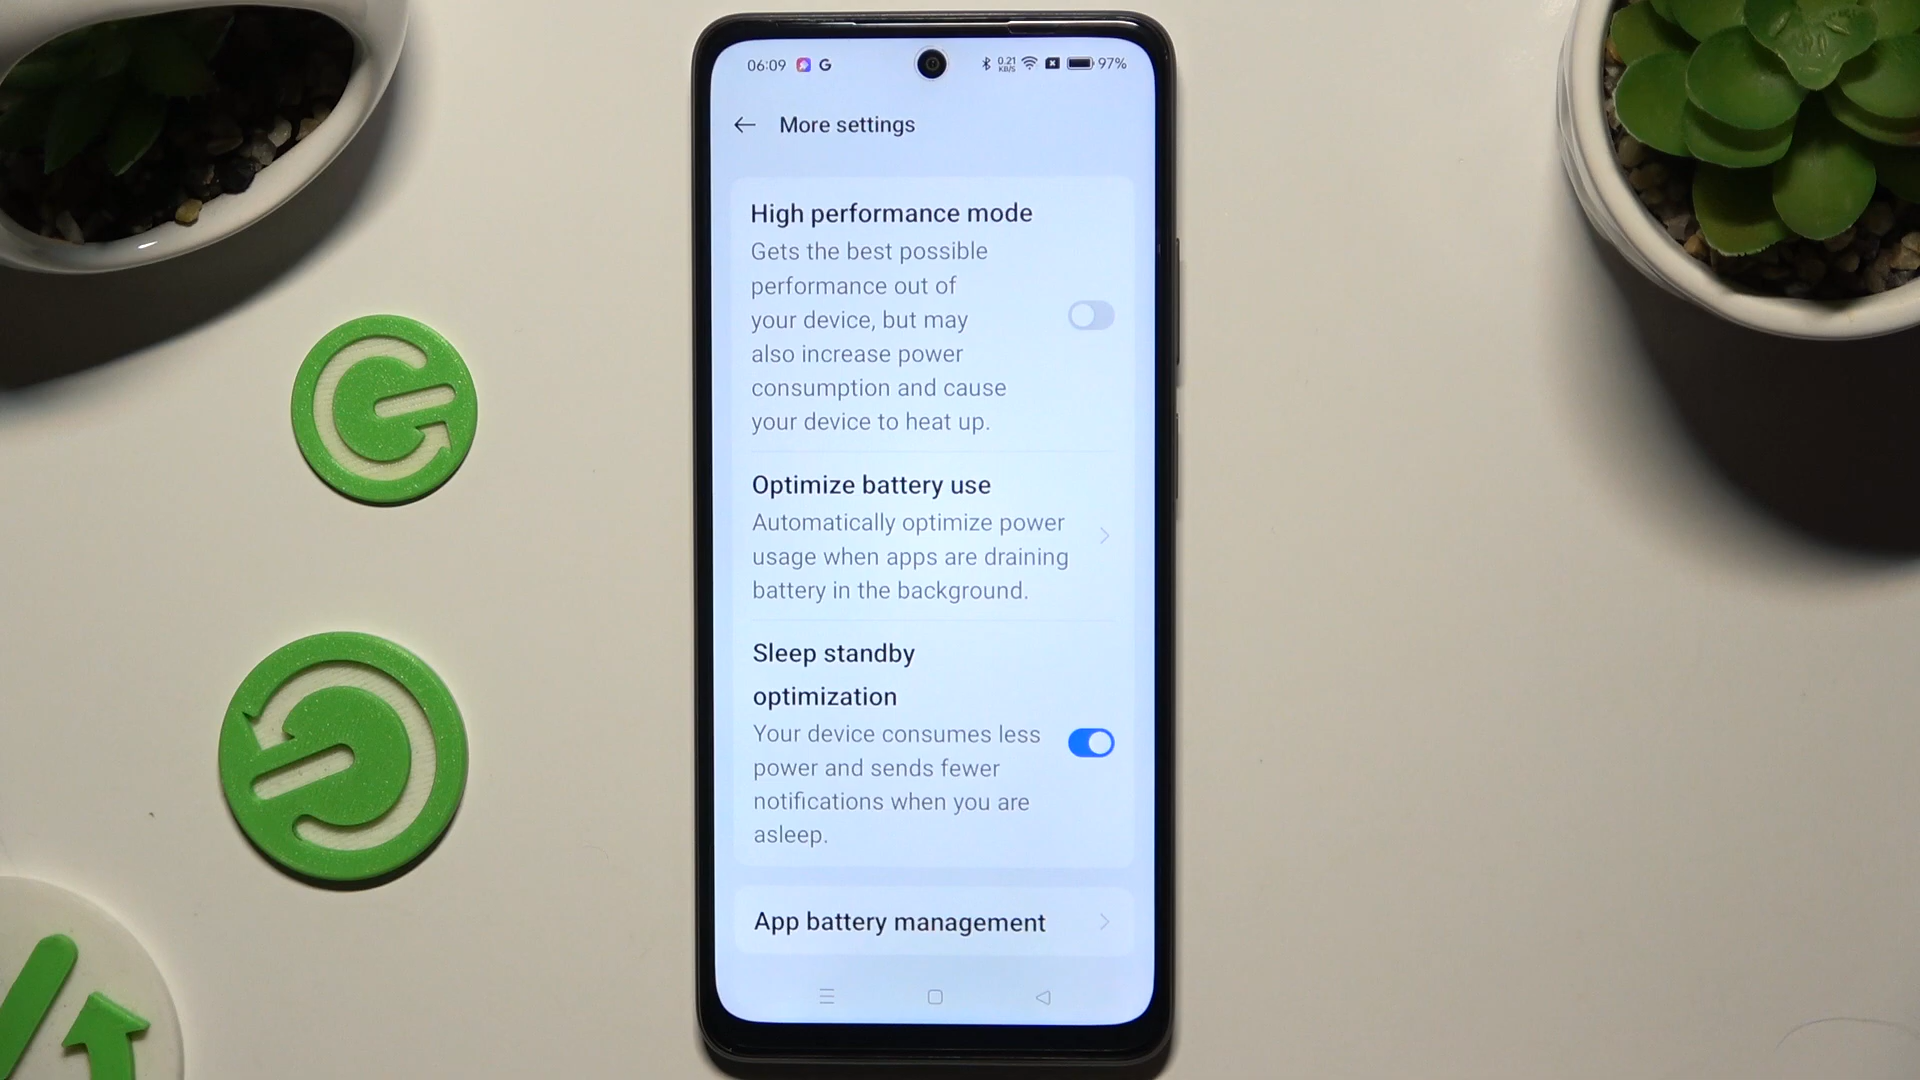 06:09 G 0.21 KB/S 97%
More settings
High performance mode
Gets the best possible
performance out of
your device, but may
also increase power
consumption and cause
your device to heat up.
Optimize battery use
Automatically optimize power
usage when apps are draining
battery in the background.
Sleep standby
optimization
Your device consumes less
power and sends fewer
notifications when you are
asleep.
App battery management